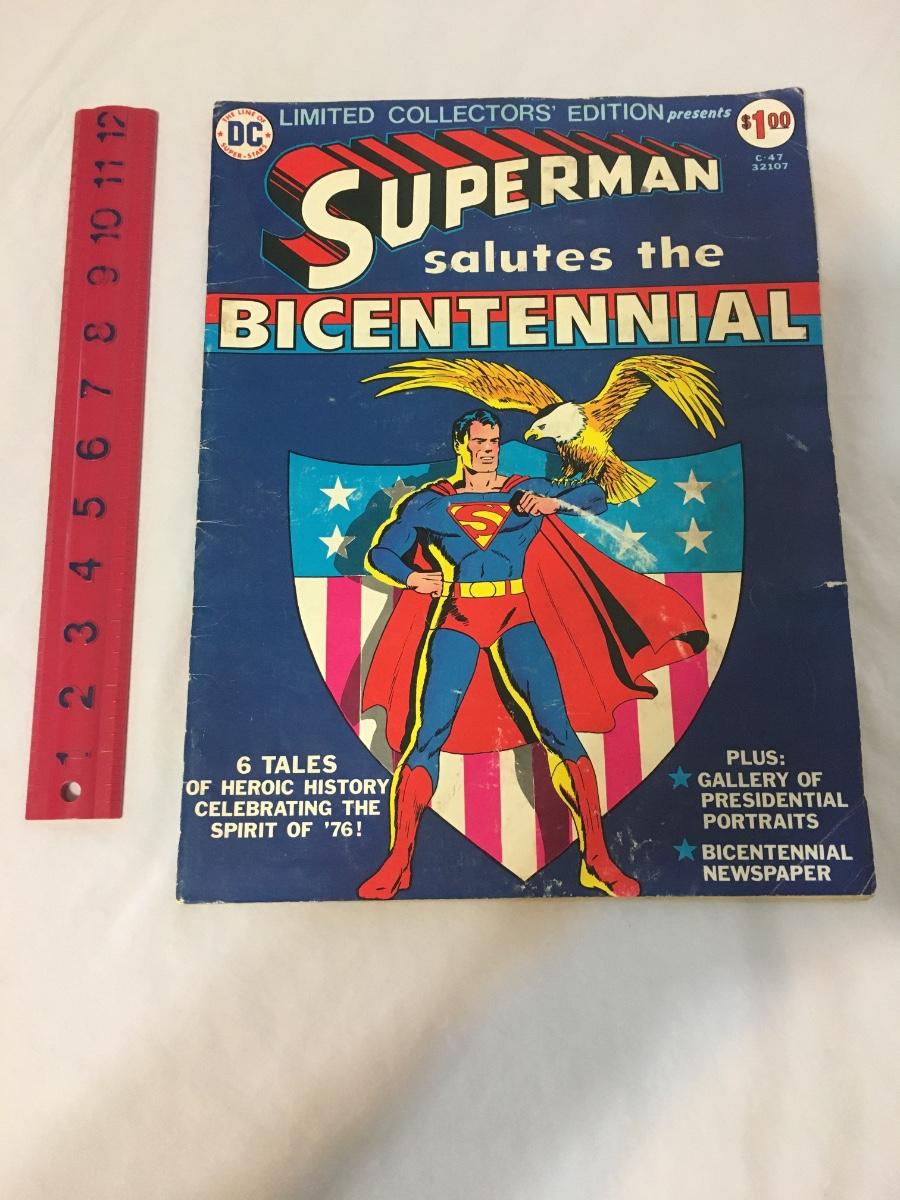 LIMITED COLLECTORS' EDITION presents
THE LINE OF
DC
SUPER-STARS
$1.00
C-47
32107
SUPERMAN
salutes the
BICENTENNIAL
S
6 TALES
OF HEROIC HISTORY
CELEBRATING THE
SPIRIT OF '76!
PLUS:
GALLERY OF
PRESIDENTIAL
PORTRAITS
BICENTENNIAL
NEWSPAPER
1 2 3 4 5 6 7 8 9 10 11 12